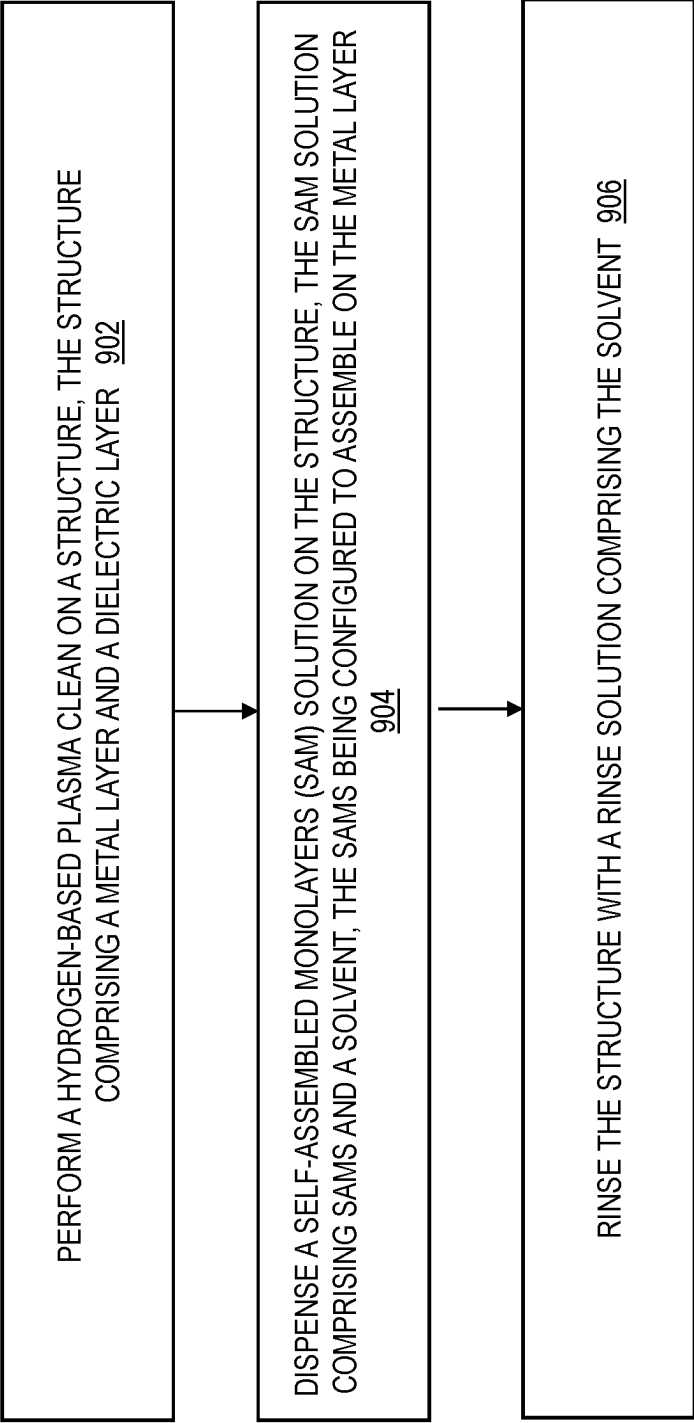 PERFORM A HYDROGEN-BASED PLASMA CLEAN ON A STRUCTURE, THE STRUCTURE
COMPRISING A METAL LAYER AND A DIELECTRIC LAYER 902
DISPENSE A SELF-ASSEMBLED MONOLAYERS (SAM) SOLUTION ON THE STRUCTURE, THE SAM SOLUTION
COMPRISING SAMS AND A SOLVENT, THE SAMS BEING CONFIGURED TO ASSEMBLE ON THE METAL LAYER
904
RINSE THE STRUCTURE WITH A RINSE SOLUTION COMPRISING THE SOLVENT 906